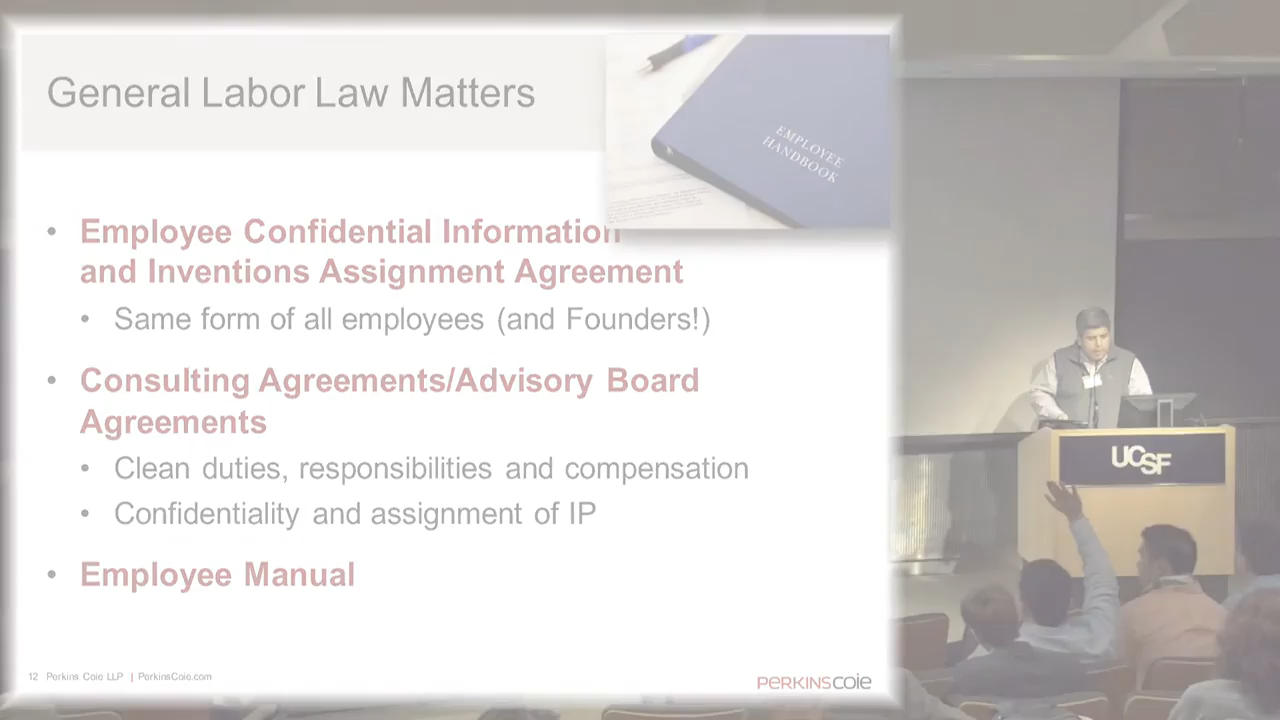 General Labor Law Matters
EMPLOYEE
HANDBOOK
• Employee Confidential Information
and Inventions Assignment Agreement
• Same form of all employees (and Founders!)
• Consulting Agreements/Advisory Board
Agreements
• Clean duties, responsibilities and compensation
• Confidentiality and assignment of IP
• Employee Manual
12 Perkins Coie LLP | PerkinsCoie.com
PERKINSCOIE
UCSF